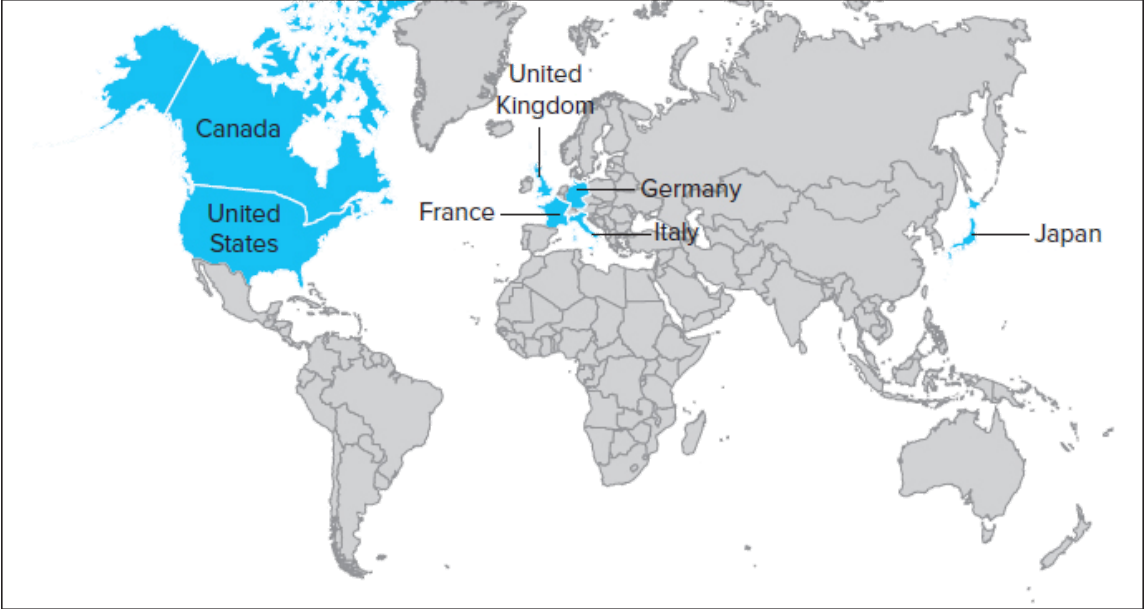 United
Kingdom
Canada
Germany
United
States
France
Italy
Japan